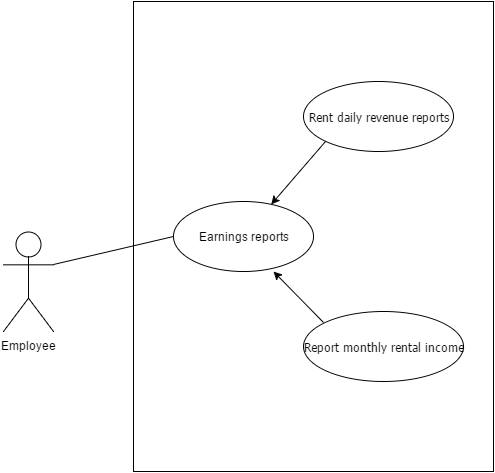 Rent daily revenue reports
Earnings reports
Employee
Report monthly rental income